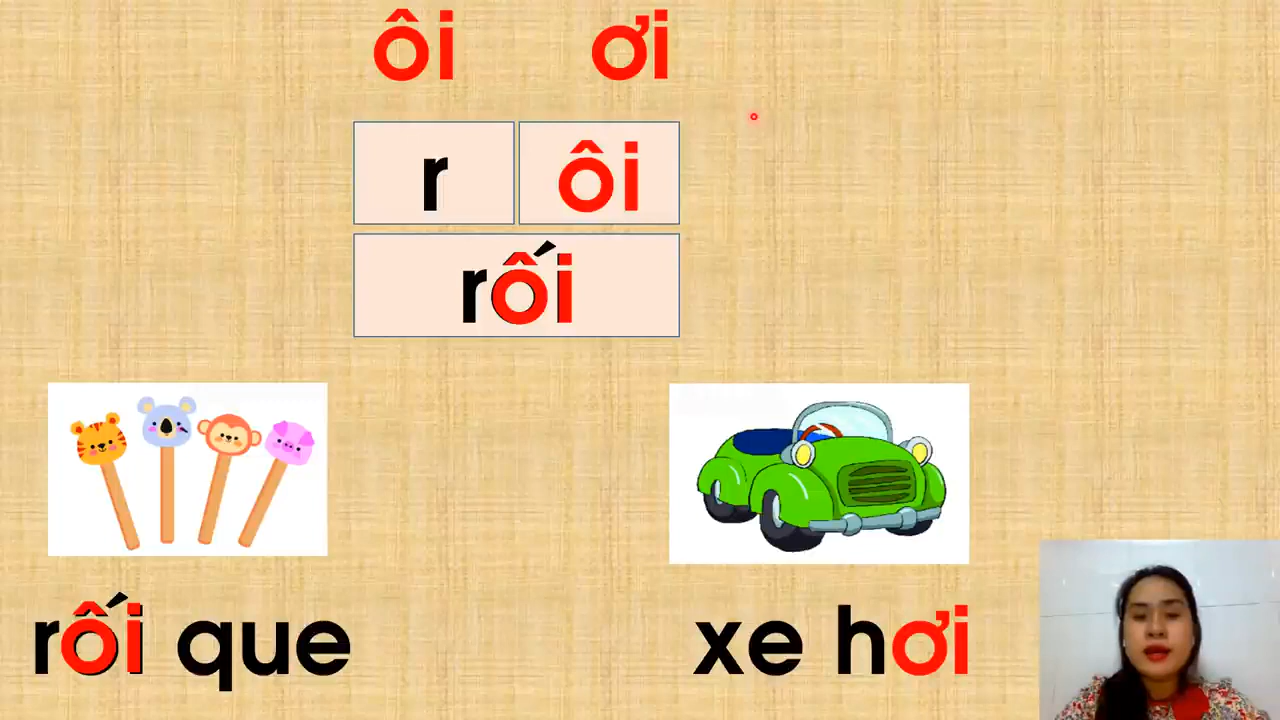 ôi ơi
r ôi
rối
rối que
xe hơi